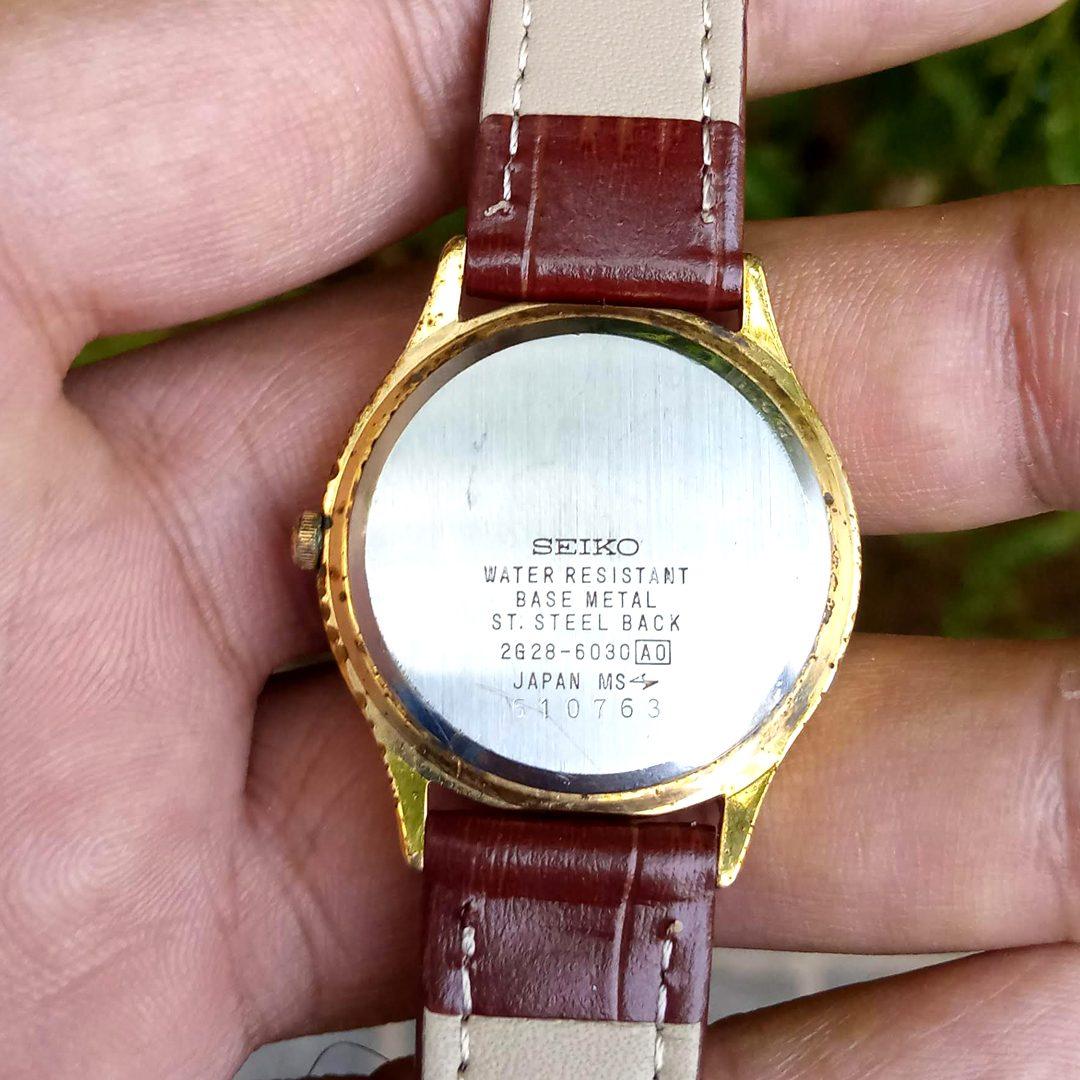 SEIKO
WATER RESISTANT
BASE METAL
ST. STEEL BACK
2G28-6030 A0
JAPAN MS
610763